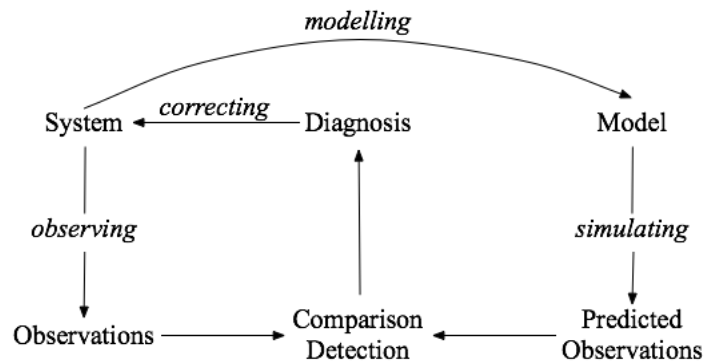 modelling
correcting
System
Diagnosis
Model
observing
simulating
Observations
Comparison
Detection
Predicted
Observations